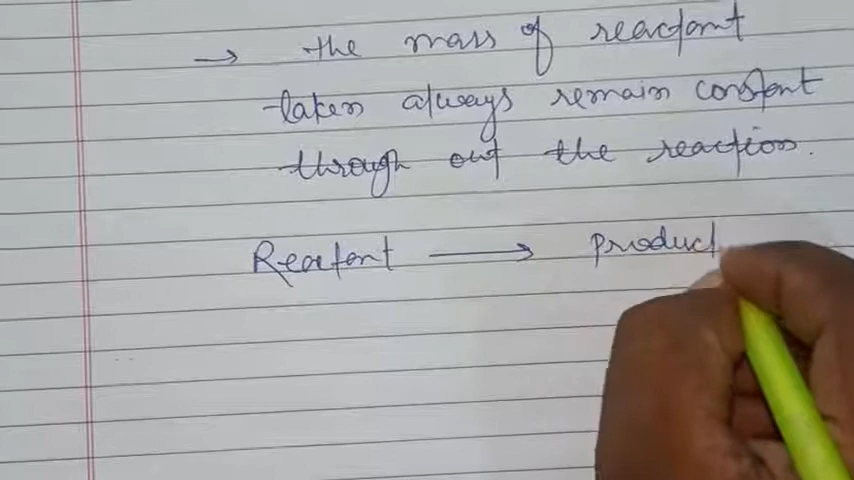 → the mass of reactant
taken always remain constant
through out the reaction.
Reactant → Product